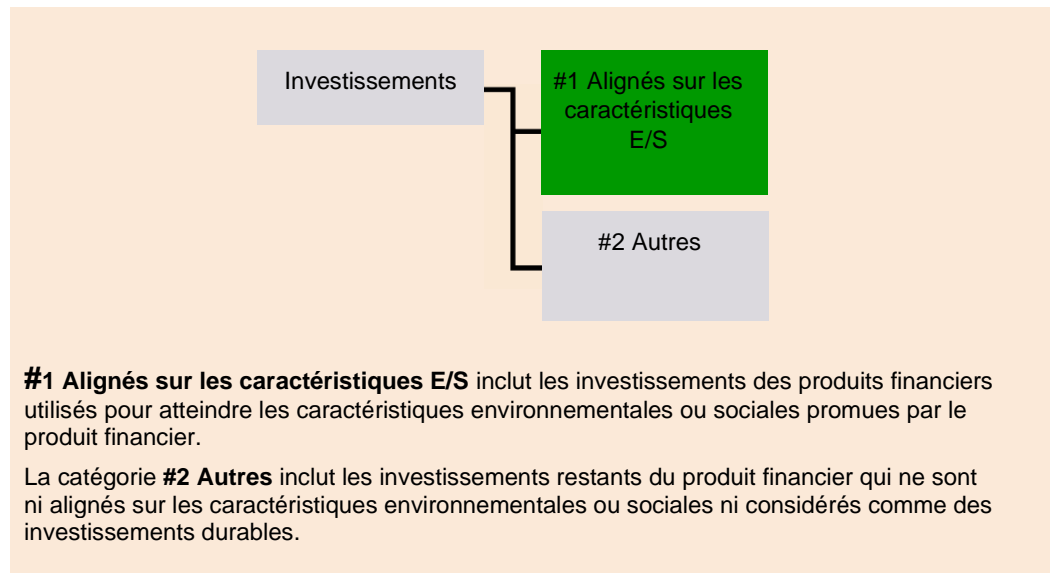 Investissements
#1 Alignés sur les
caractéristiques
E/S
#2 Autres
#1 Alignés sur les caractéristiques E/S inclut les investissements des produits financiers
utilisés pour atteindre les caractéristiques environnementales ou sociales promues par le
produit financier.
La catégorie #2 Autres inclut les investissements restants du produit financier qui ne sont
ni alignés sur les caractéristiques environnementales ou sociales ni considérés comme des
investissements durables.